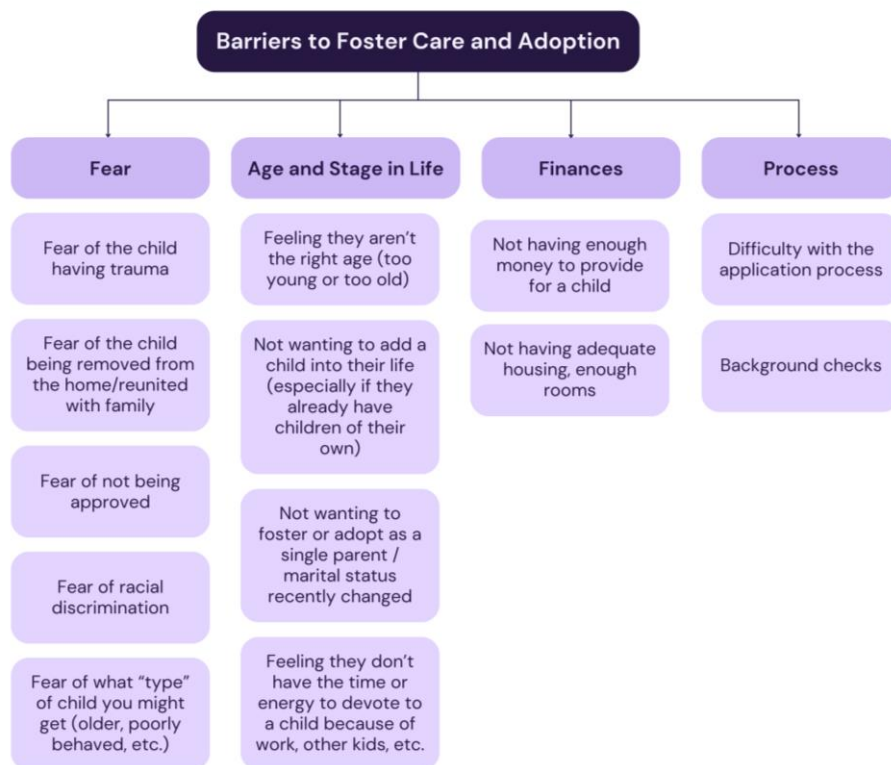 Barriers to Foster Care and Adoption
Fear
Fear of the child
having trauma
Fear of the child
being removed from
the home/reunited
with family
Fear of not being
approved
Fear of racial
discrimination
Fear of what “type”
of child you might
get (older, poorly
behaved, etc.)
Age and Stage in Life
Feeling they aren’t
the right age (too
young or too old)
Not wanting to add a
child into their life
(especially if they
already have
children of their
own)
Not wanting to
foster or adopt as a
single parent /
marital status
recently changed
Feeling they don’t
have the time or
energy to devote to
a child because of
work, other kids, etc.
Finances
Not having enough
money to provide
for a child
Not having adequate
housing, enough
rooms
Process
Difficulty with the
application process
Background checks